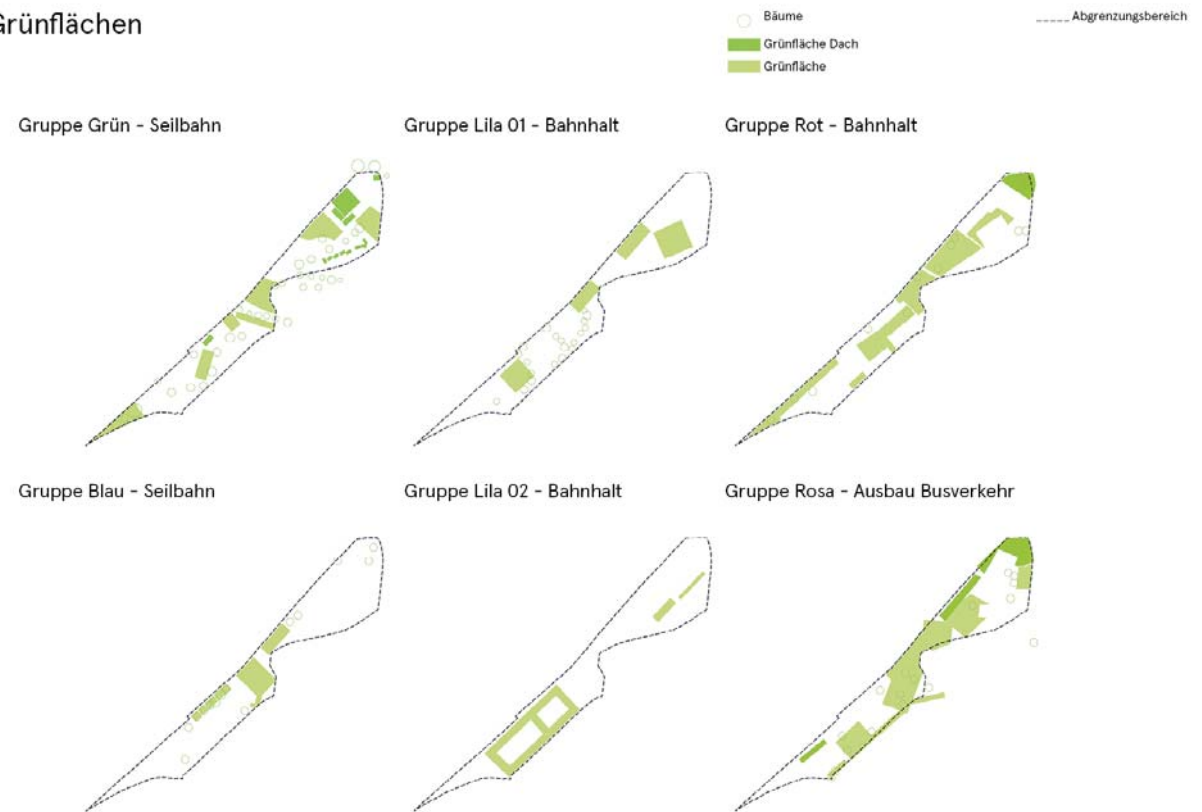 Grünflächen
Bäume
Grünfläche Dach
Grünfläche
Abgrenzungsbereich
Gruppe Grün - Seilbahn
Gruppe Lila 01 - Bahnhalt
Gruppe Rot - Bahnhalt
Gruppe Blau - Seilbahn
Gruppe Lila 02 - Bahnhalt
Gruppe Rosa - Ausbau Busverkehr